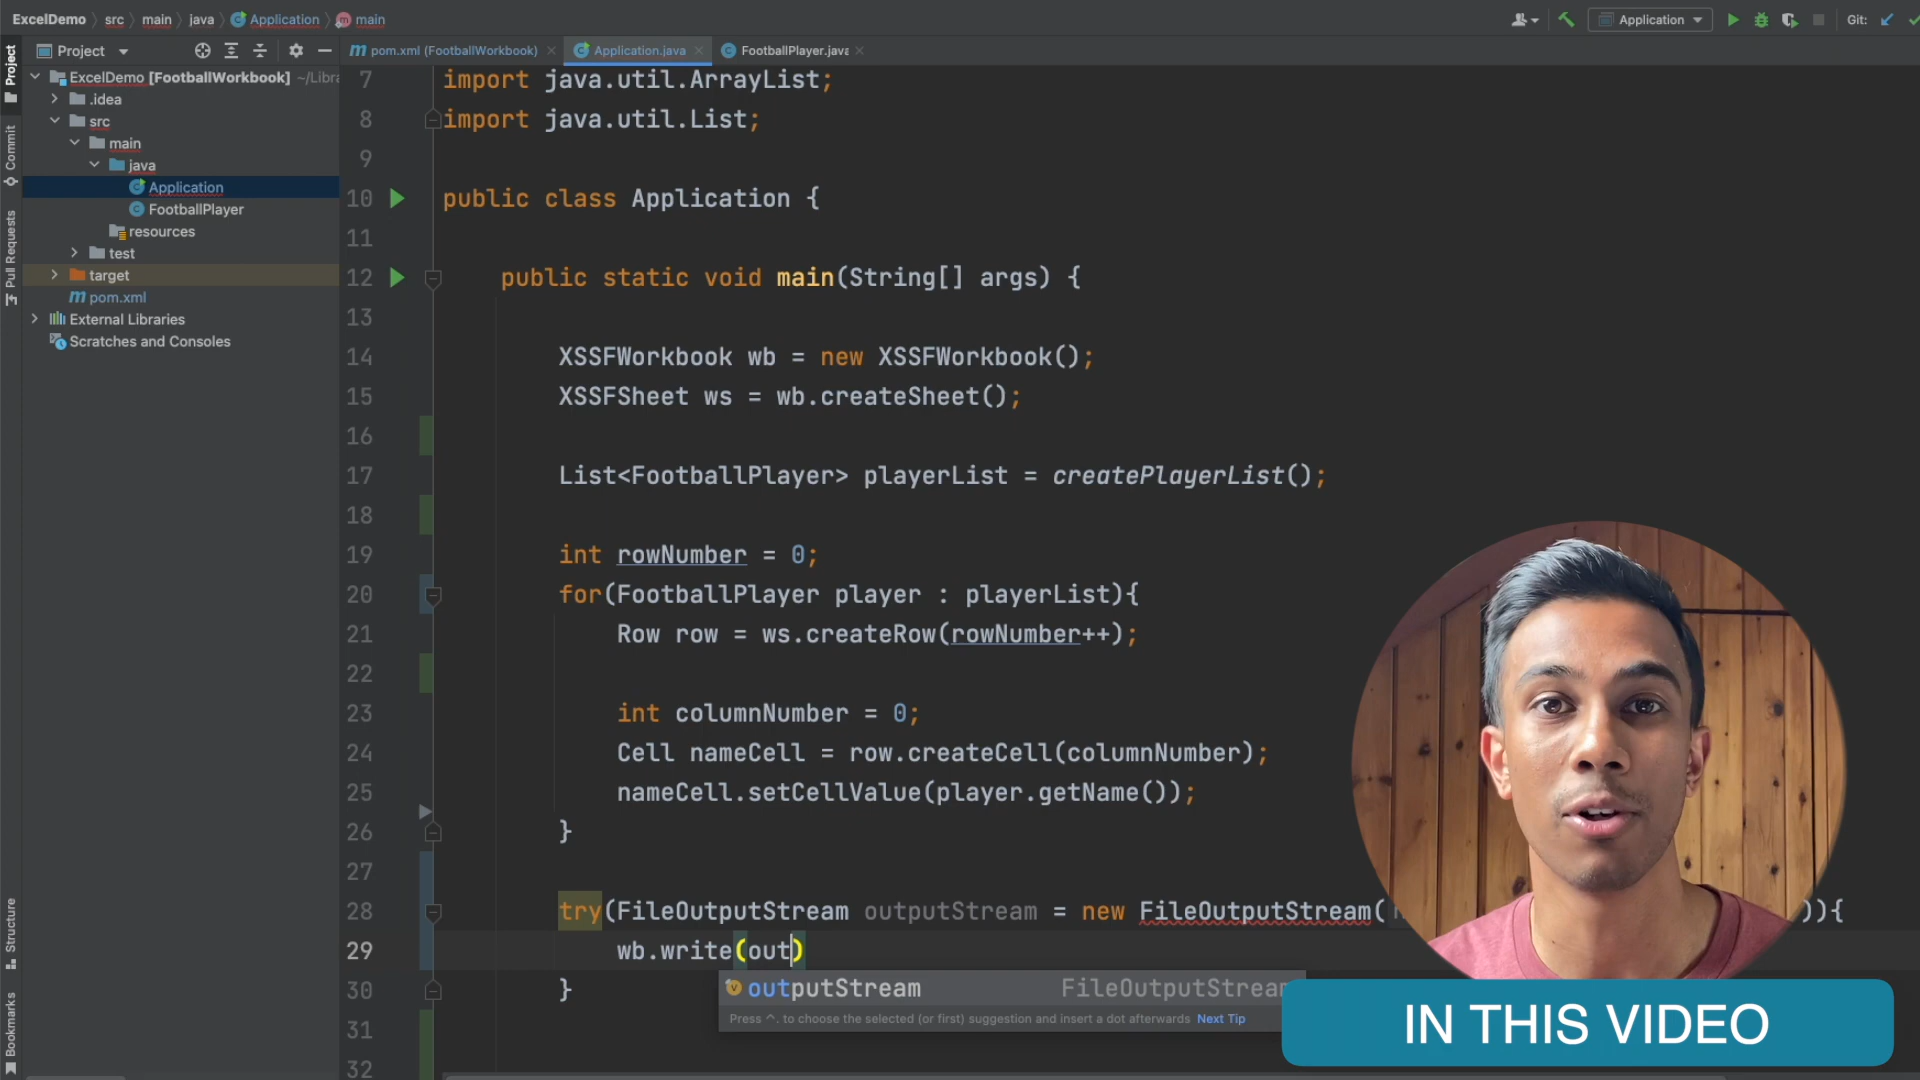 ExcelDemo src main java Application main
Application Git:
Project
pom.xml (FootballWorkbook) Application.java FootballPlayer.java
ExcelDemo [FootballWorkbook] ~/Libra
.idea
src
main
java
Application
FootballPlayer
resources
test
target
pom.xml
External Libraries
Scratches and Consoles
Project
Commit
Pull Requests
Structure
Bookmarks
7 import java.util.ArrayList;
8 import java.util.List;
9
10 public class Application {
11
12 public static void main(String[] args) {
13
14 XSSFWorkbook wb = new XSSFWorkbook();
15 XSSFSheet ws = wb.createSheet();
16
17 List<FootballPlayer> playerList = createPlayerList();
18
19 int rowNumber = 0;
20 for(FootballPlayer player : playerList){
21 Row row = ws.createRow(rowNumber++);
22
23 int columnNumber = 0;
24 Cell nameCell = row.createCell(columnNumber);
25 nameCell.setCellValue(player.getName());
26 }
27
28 try(FileOutputStream outputStream = new FileOutputStream( )){
29 wb.write(out)
outputStream FileOutputStream
Press ^. to choose the selected (or first) suggestion and insert a dot afterwards Next Tip
30 }
31
32
IN THIS VIDEO